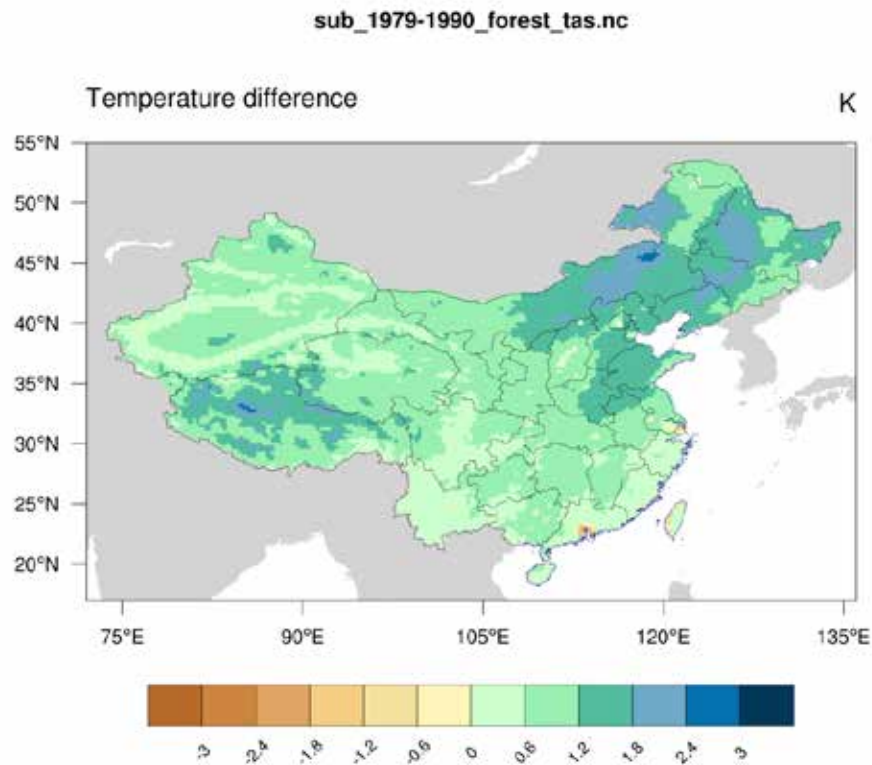 sub_1979-1990_forest_tas.nc
Temperature difference K
55°N
50°N
45°N
40°N
35°N
30°N
25°N
20°N
75°E 90°E 105°E 120°E 135°E
-3 -2.4 -1.8 -1.2 -0.6 0 0.6 1.2 1.8 2.4 3